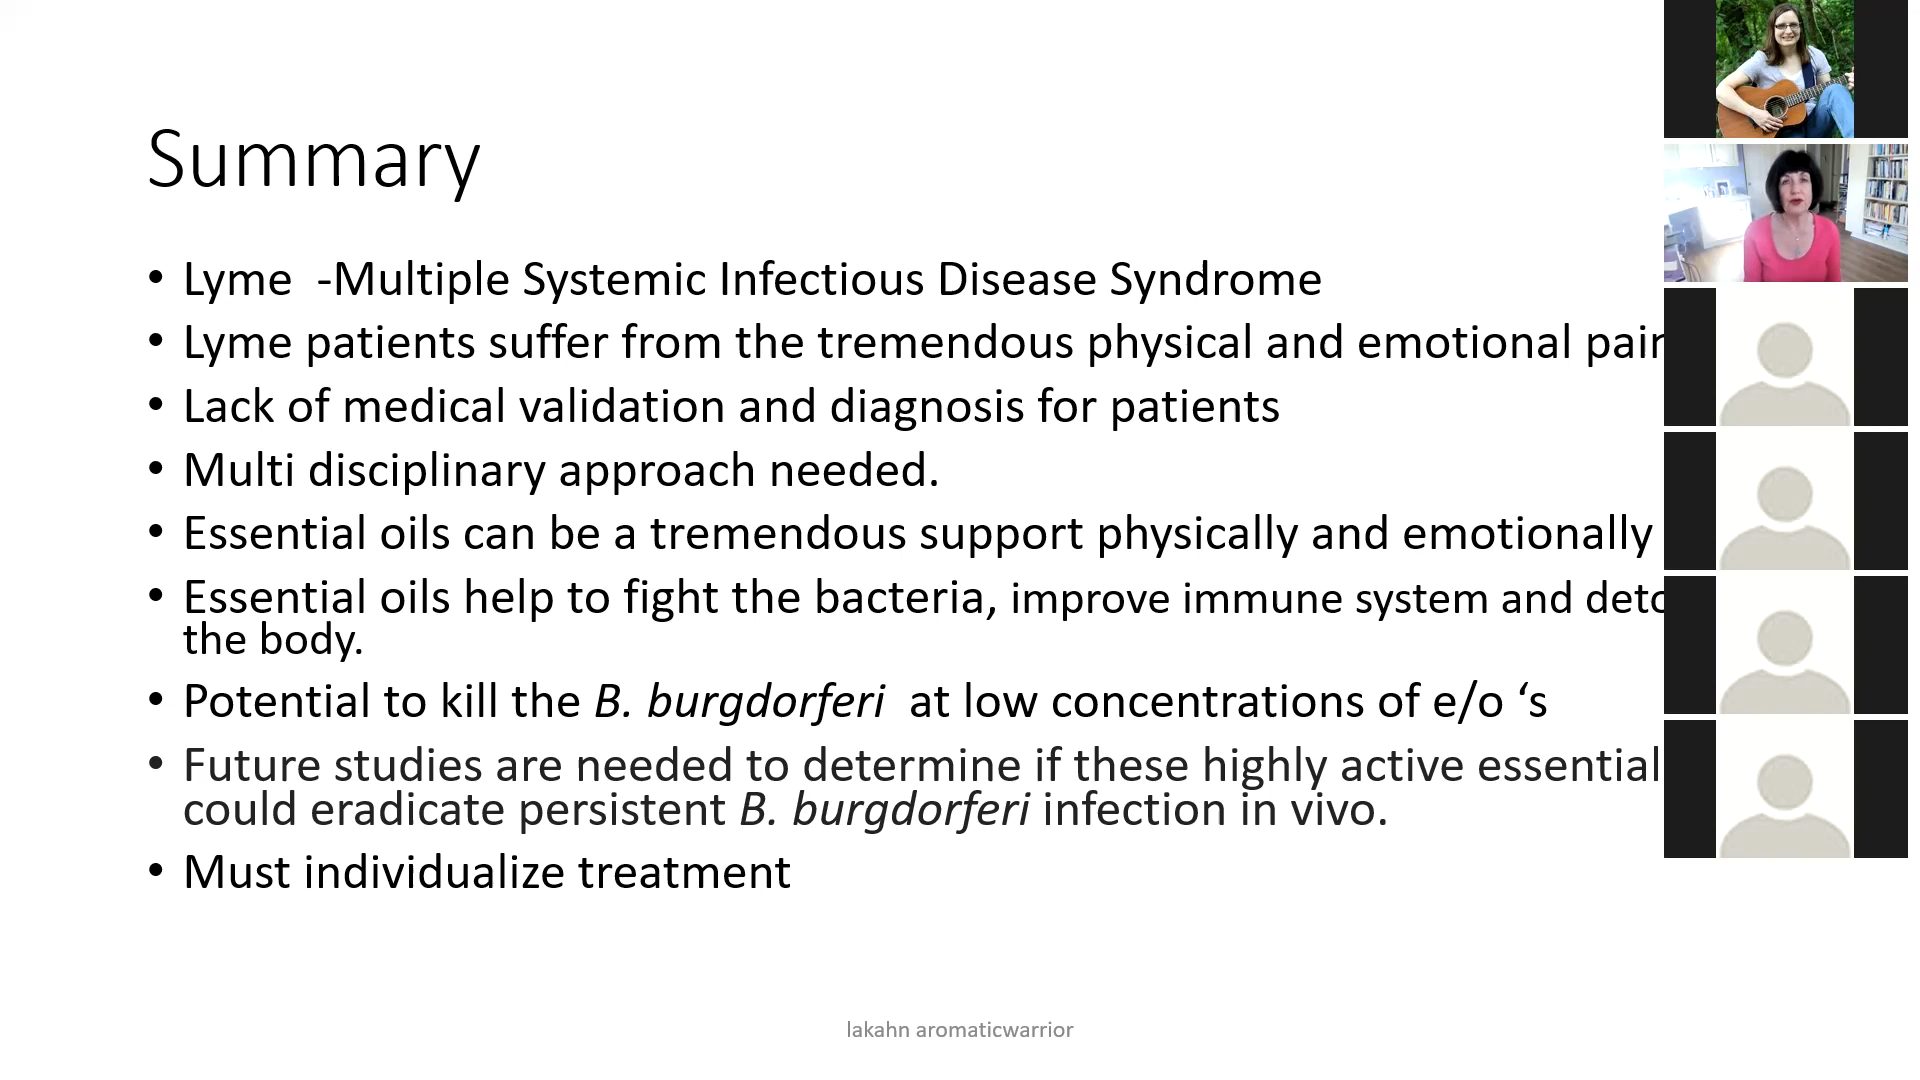 Summary
• Lyme  -Multiple Systemic Infectious Disease Syndrome
• Lyme patients suffer from the tremendous physical and emotional
• Lack of medical validation and diagnosis for patients
• Multi disciplinary approach needed.
• Essential oils can be a tremendous support physically and emotionally
• Essential oils help to fight the bacteria, improve immune system and
the body.
• Potential to kill the B. burgdorferi  at low concentrations of e/o ‘s
• Future studies are needed to determine if these highly active essential
could eradicate persistent B. burgdorferi infection in vivo.
• Must individualize treatment
lakahn aromaticwarrior